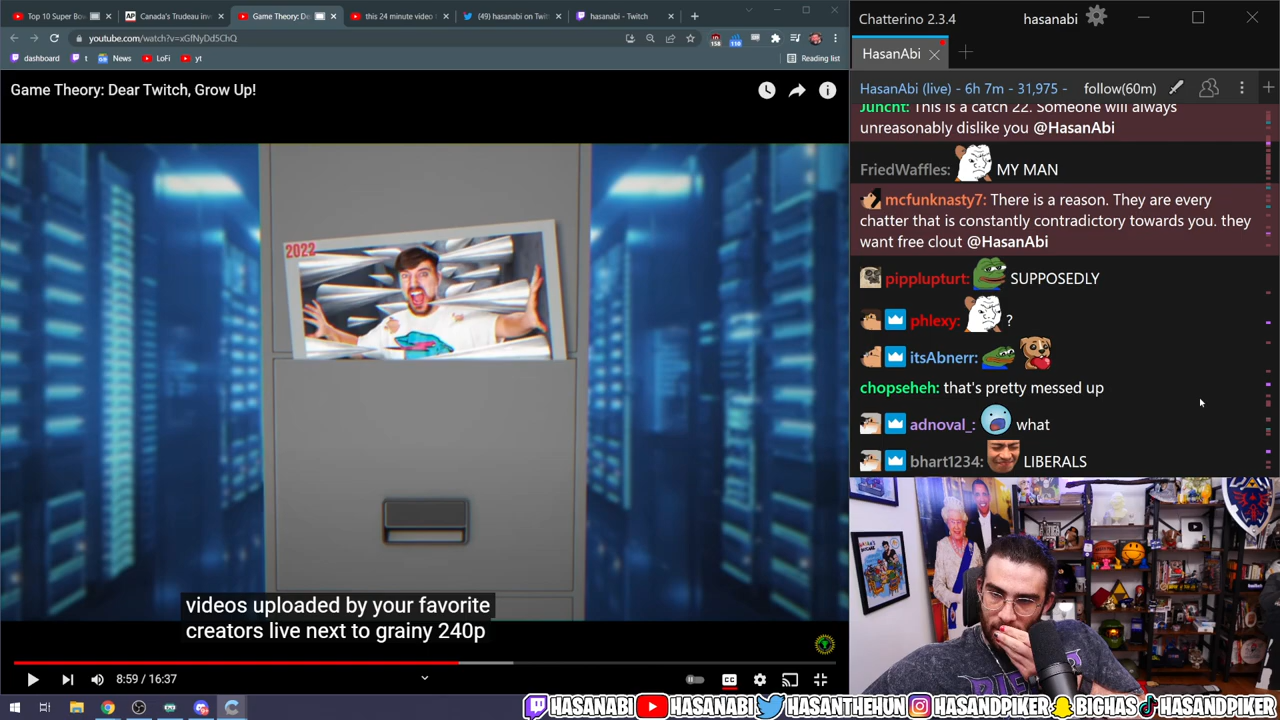 Top 10 Super Bow
Canada's Trudeau inv
Game Theory: De
this 24 minute video
(49) hasanabi on Twit
hasanabi - Twitch
youtube.com/watch?v=xGfNyDd5ChQ
dashboard
t
News
LoFi
yt
Reading list
Game Theory: Dear Twitch, Grow Up!
2022
videos uploaded by your favorite
creators live next to grainy 240p
8:59 / 16:37
Chatterino 2.3.4
hasanabi
HasanAbi
HasanAbi (live) - 6h 7m - 31,975 -
follow(60m)
Juncht: This is a catch 22. Someone will always
unreasonably dislike you @HasanAbi
FriedWaffles: MY MAN
mcfunknasty7: There is a reason. They are every
chatter that is constantly contradictory towards you. they
want free clout @HasanAbi
pipplupturt: SUPPOSEDLY
phlexy: ?
itsAbnerr:
chopseheh: that's pretty messed up
adnoval_: what
bhart1234: LIBERALS
HASANABI HASANABI HASANTHEHUN HASANDPIKER BIGHAS HASANDPIKER